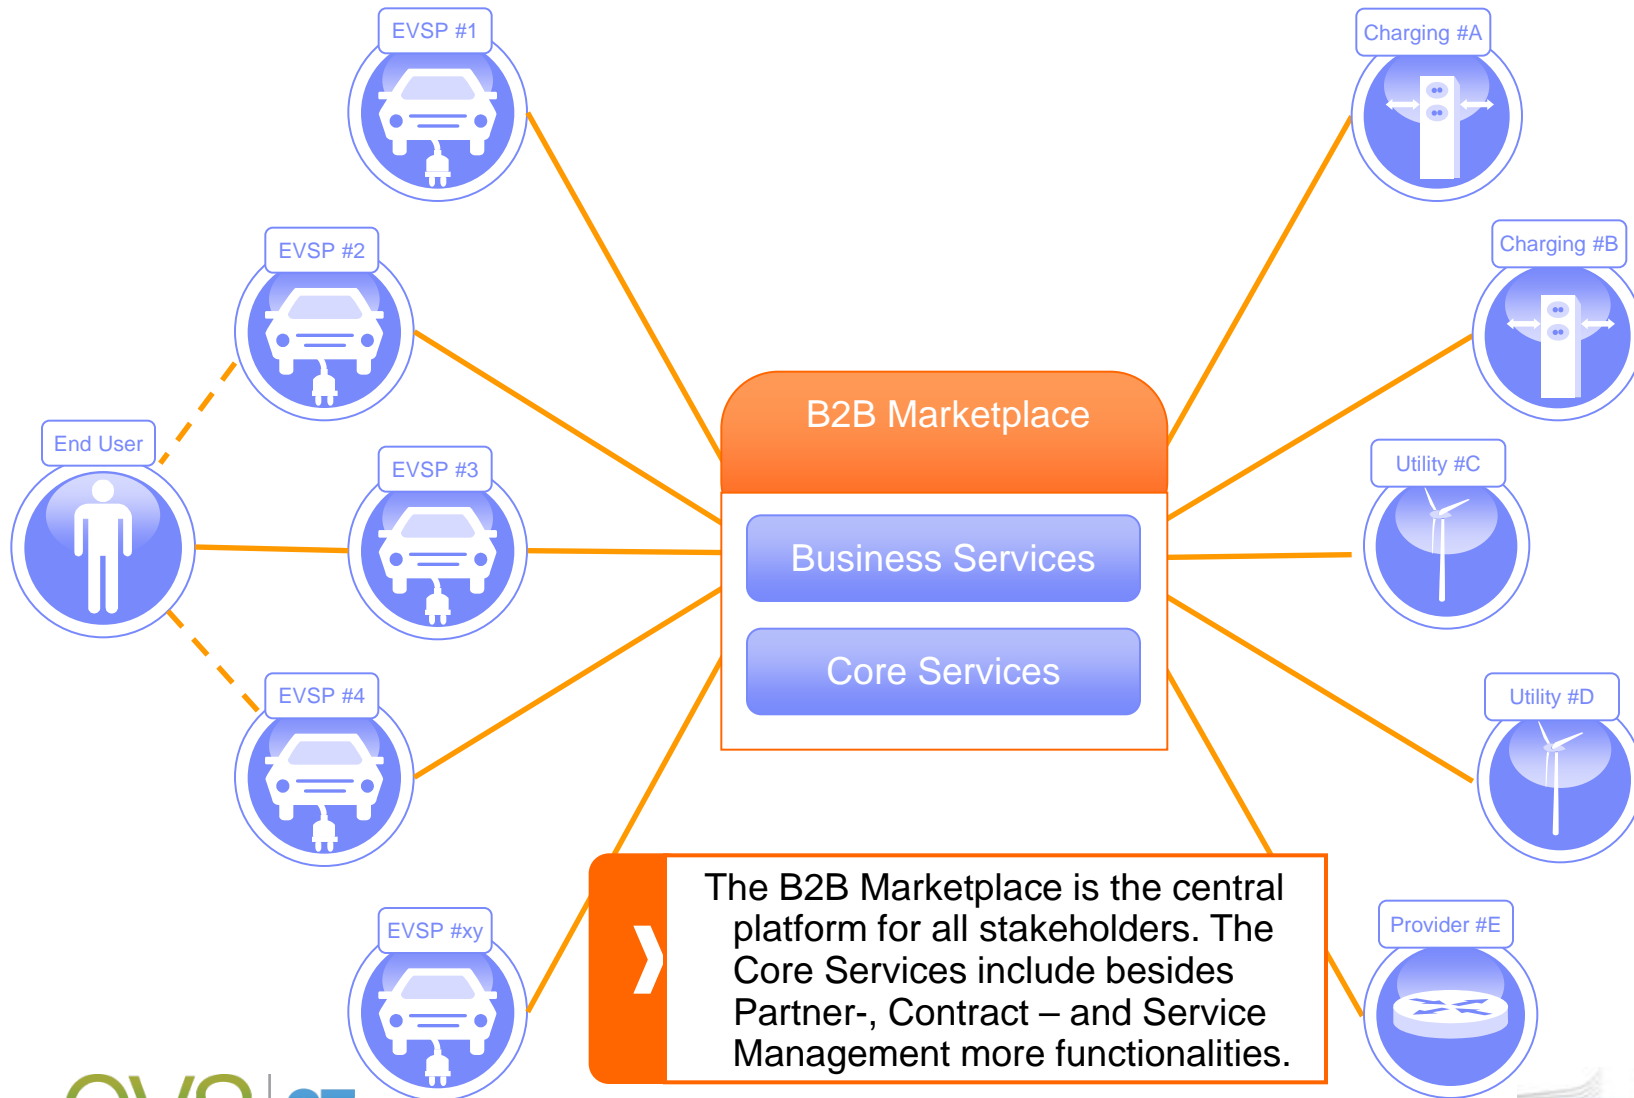 EVSP #1
Charging #A
EVSP #2
Charging #B
B2B Marketplace
End User
EVSP #3
Utility #C
Business Services
Core Services
EVSP #4
Utility #D
The B2B Marketplace is the central
platform for all stakeholders. The
Core Services include besides
Partner-, Contract – and Service
Management more functionalities.
EVSP #xy
Provider #E